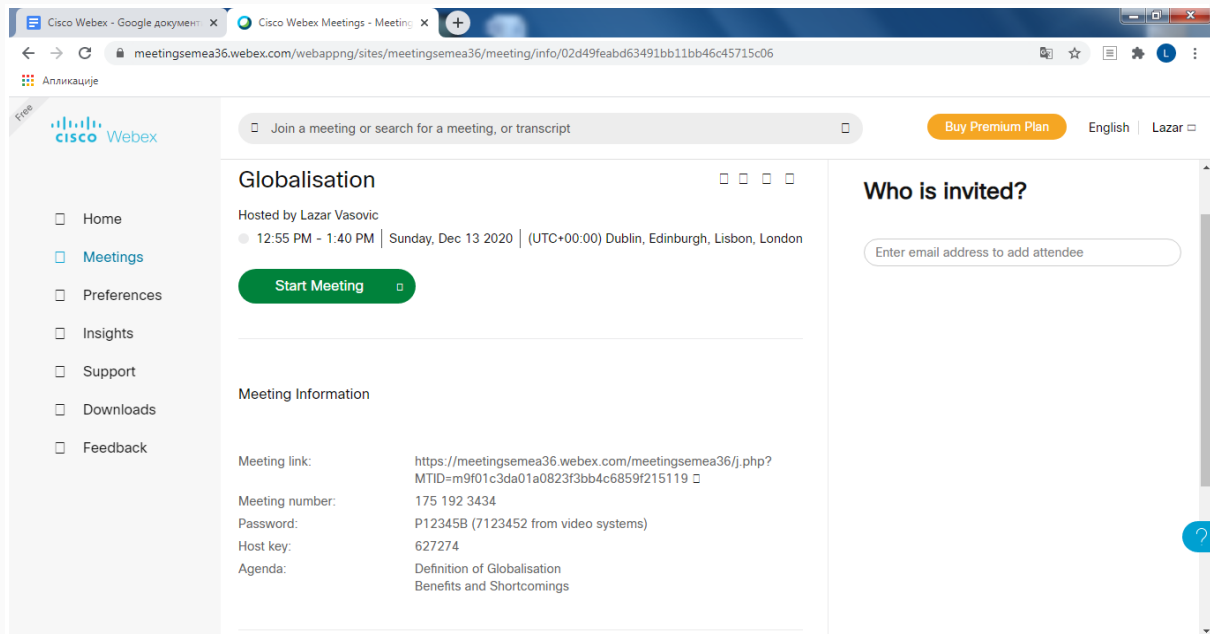 Cisco Webex - Google документ
Cisco Webex Meetings - Meeting
meetingsemea36.webex.com/webappng/sites/meetingsemea36/meeting/info/02d49feabd63491bb11bb46c45715c06
L
Апликације
Free
cisco Webex
Join a meeting or search for a meeting, or transcript
Buy Premium Plan
English
Lazar
Home
Meetings
Preferences
Insights
Support
Downloads
Feedback
Globalisation
Hosted by Lazar Vasovic
12:55 PM - 1:40 PM | Sunday, Dec 13 2020 | (UTC+00:00) Dublin, Edinburgh, Lisbon, London
Start Meeting
Meeting Information
Meeting link: https://meetingsemea36.webex.com/meetingsemea36/j.php?
MTID=m9f01c3da01a0823f3bb4c6859f215119
Meeting number: 175 192 3434
Password: P12345B (7123452 from video systems)
Host key: 627274
Agenda: Definition of Globalisation
Benefits and Shortcomings
Who is invited?
Enter email address to add attendee
?